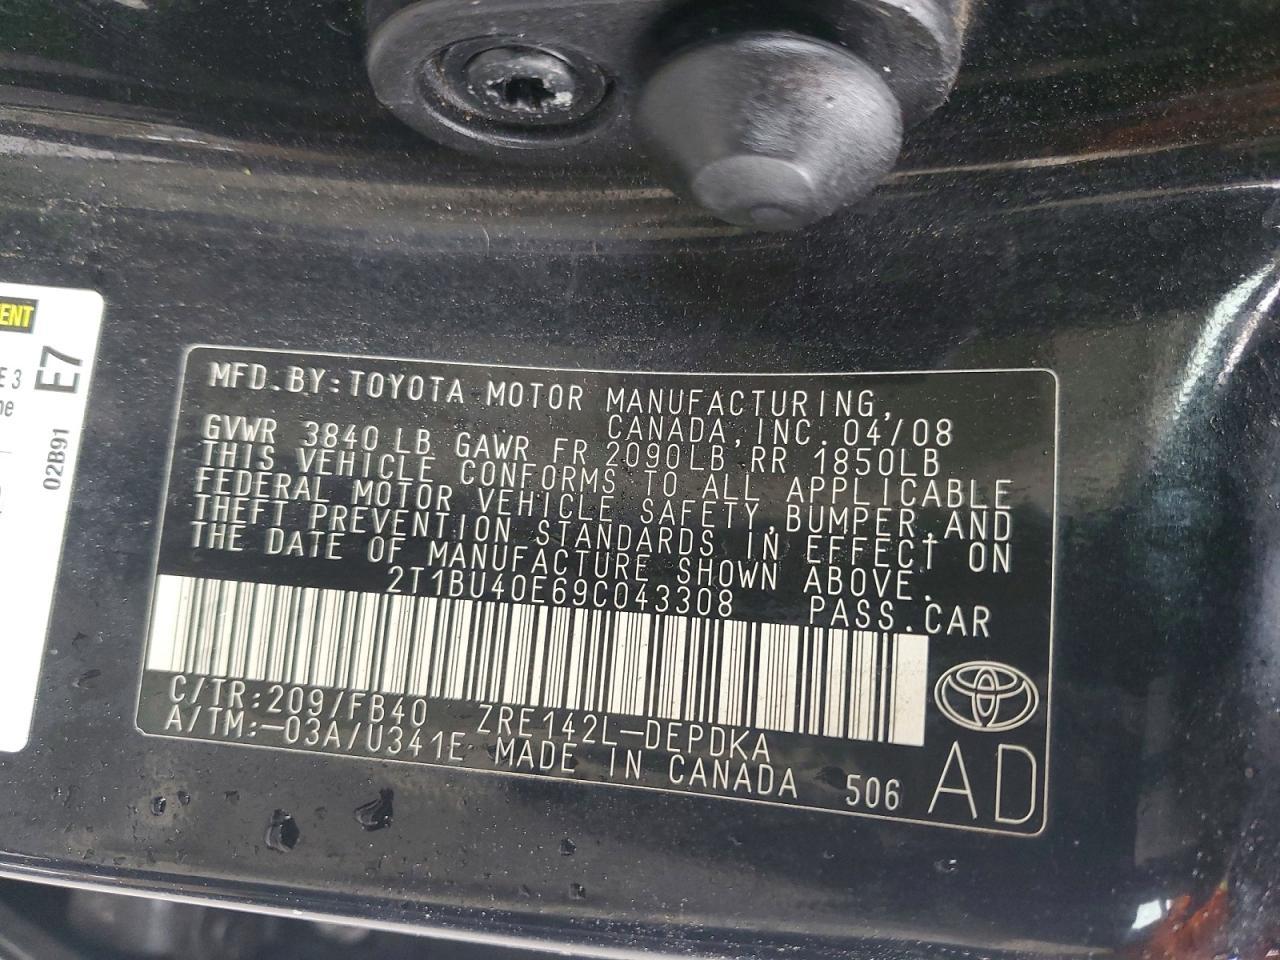 ENT
E 3
E7
02B91
MFD.BY:TOYOTA MOTOR MANUFACTURING,
CANADA,INC. 04/08
GVWR 3840LB GAWR FR 2090LB RR 1850LB
THIS VEHICLE CONFORMS TO ALL APPLICABLE
FEDERAL MOTOR VEHICLE SAFETY,BUMPER,AND
THEFT PREVENTION STANDARDS IN EFFECT ON
THE DATE OF MANUFACTURE SHOWN ABOVE.
2T1BU40E69C043308 PASS.CAR
C/TR:209/FB40 ZRE142L-DEPDKA
A/TM:-03A/U341E MADE IN CANADA 506
AD